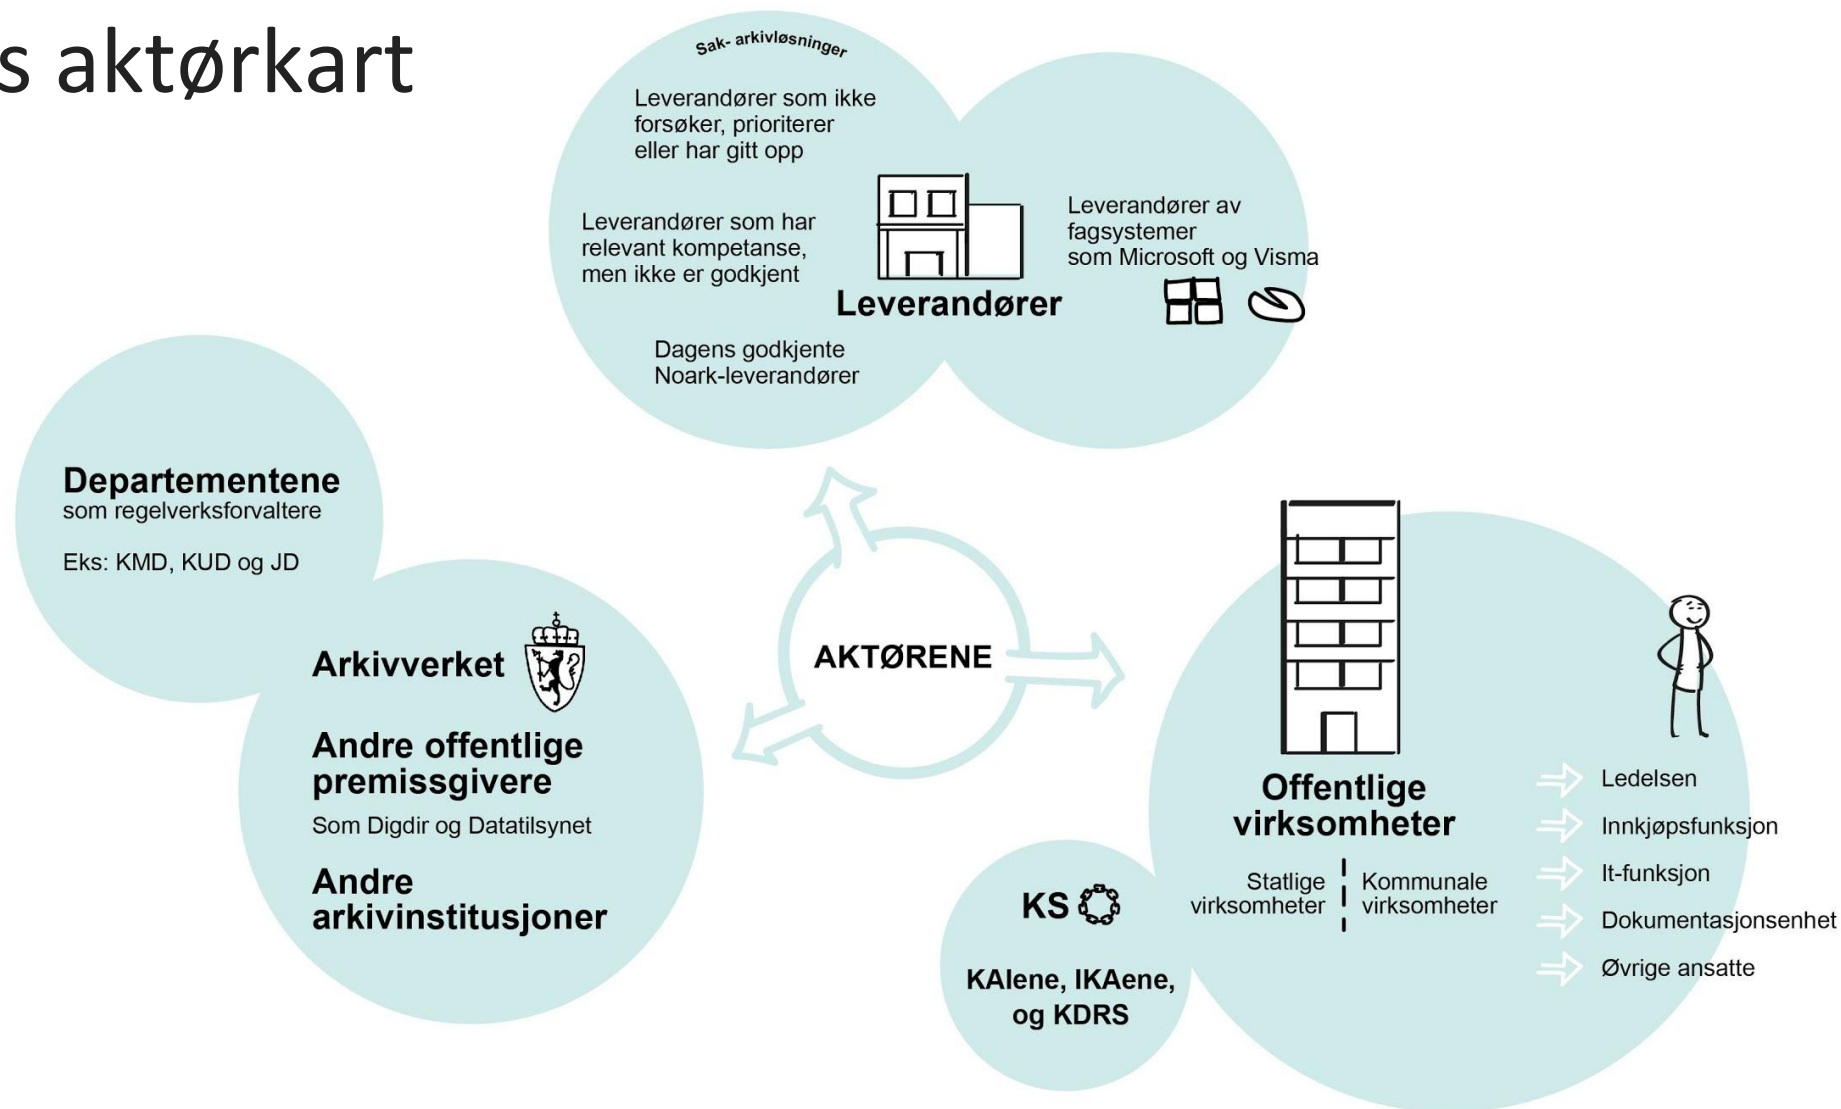 s aktørkart
Sak- arkivløsninger
Leverandører som ikke
forsøker, prioriterer
eller har gitt opp
Leverandører som har
relevant kompetanse,
men ikke er godkjent
Dagens godkjente
Noark-leverandører
Leverandører
Leverandører av
fagsystemer
som Microsoft og Visma
Departementene
som regelverksforvaltere
Eks: KMD, KUD og JD
Arkivverket
Andre offentlige
premissgivere
Som Digdir og Datatilsynet
Andre
arkivinstitusjoner
AKTØRENE
Offentlige
virksomheter
Statlige
virksomheter
Kommunale
virksomheter
Ledelsen
Innkjøpsfunksjon
It-funksjon
Dokumentasjonsenhet
Øvrige ansatte
KS
KAIene, IKAene,
og KDRS